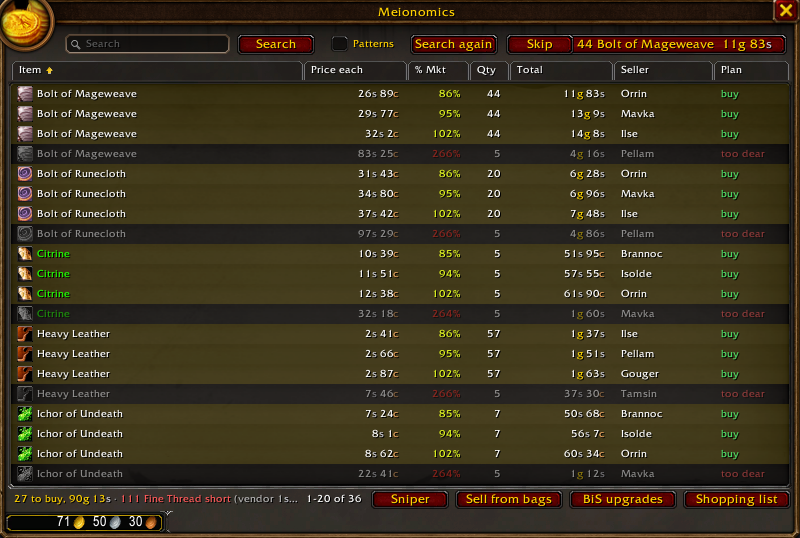 Meionomics
Search Search Patterns Search again Skip 44 Bolt of Mageweave 11g 83s
Item Price each % Mkt Qty Total Seller Plan
Bolt of Mageweave 26s 89c 86% 44 11g 83s Orrin buy
Bolt of Mageweave 29s 77c 95% 44 13g 9s Mavka buy
Bolt of Mageweave 32s 2c 102% 44 14g 8s Ilse buy
Bolt of Mageweave 83s 25c 266% 5 4g 16s Pellam too dear
Bolt of Runecloth 31s 43c 86% 20 6g 28s Orrin buy
Bolt of Runecloth 34s 80c 95% 20 6g 96s Mavka buy
Bolt of Runecloth 37s 42c 102% 20 7g 48s Ilse buy
Bolt of Runecloth 97s 29c 266% 5 4g 86s Pellam too dear
Citrine 10s 39c 85% 5 51s 95c Brannoc buy
Citrine 11s 51c 94% 5 57s 55c Isolde buy
Citrine 12s 38c 102% 5 61s 90c Orrin buy
Citrine 32s 18c 264% 5 1g 60s Mavka too dear
Heavy Leather 2s 41c 86% 57 1g 37s Ilse buy
Heavy Leather 2s 66c 95% 57 1g 51s Pellam buy
Heavy Leather 2s 87c 102% 57 1g 63s Gouger buy
Heavy Leather 7s 46c 266% 5 37s 30c Tamsin too dear
Ichor of Undeath 7s 24c 85% 7 50s 68c Brannoc buy
Ichor of Undeath 8s 1c 94% 7 56s 7c Isolde buy
Ichor of Undeath 8s 62c 102% 7 60s 34c Orrin buy
Ichor of Undeath 22s 41c 264% 5 1g 12s Mavka too dear
27 to buy, 90g 13s · 111 Fine Thread short (vendor 1s... 1-20 of 36 Sniper Sell from bags BiS upgrades Shopping list
71 50 30